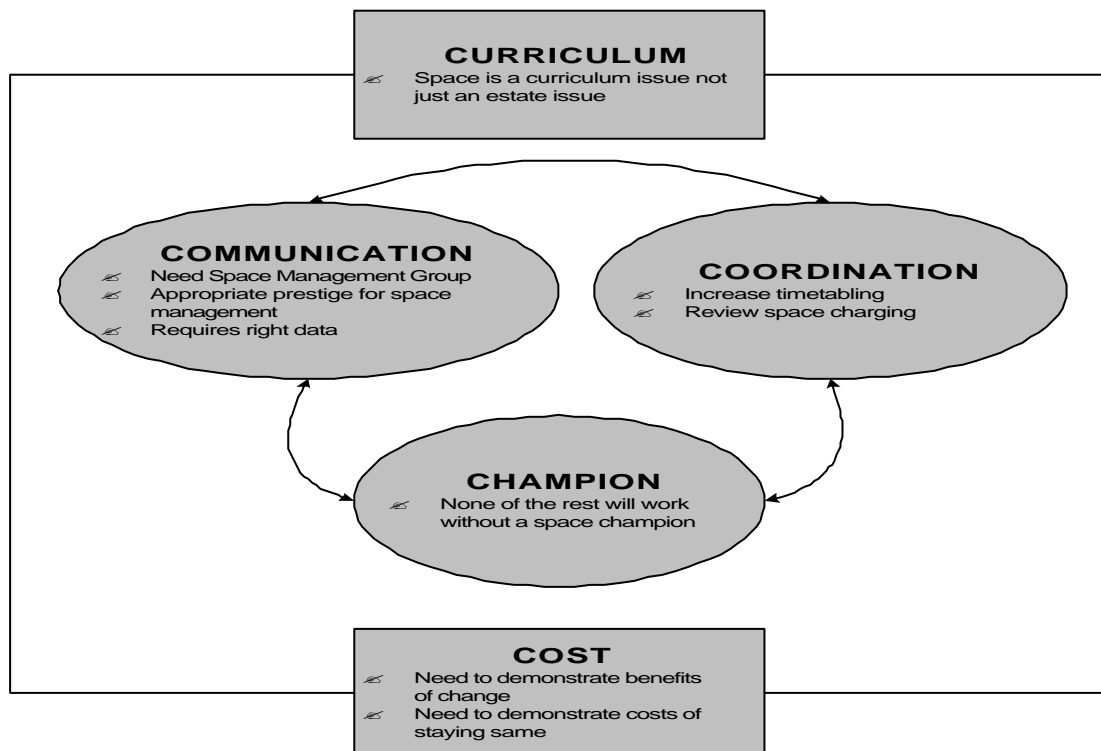 CURRICULUM
Space is a curriculum issue not
just an estate issue
COMMUNICATION
Need Space Management Group
Appropriate prestige for space
management
Requires right data
COORDINATION
Increase timetabling
Review space charging
CHAMPION
None of the rest will work
without a space champion
COST
Need to demonstrate benefits
of change
Need to demonstrate costs of
staying same